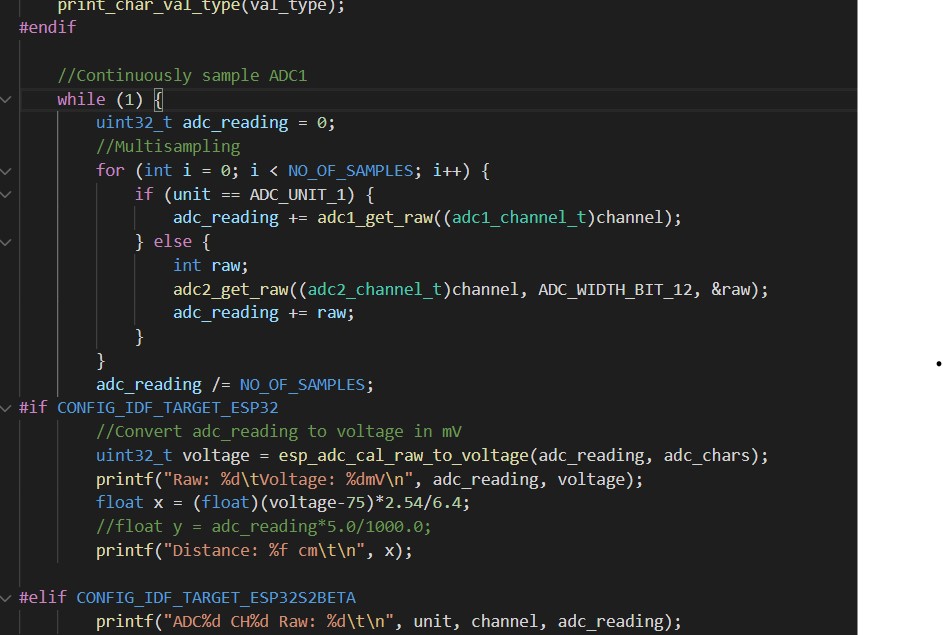 print_char_val_type(val_type);
#endif
    //Continuously sample ADC1
    while (1) {
        uint32_t adc_reading = 0;
        //Multisampling
        for (int i = 0; i < NO_OF_SAMPLES; i++) {
            if (unit == ADC_UNIT_1) {
                adc_reading += adc1_get_raw((adc1_channel_t)channel);
            } else {
                int raw;
                adc2_get_raw((adc2_channel_t)channel, ADC_WIDTH_BIT_12, &raw);
                adc_reading += raw;
            }
        }
        adc_reading /= NO_OF_SAMPLES;
#if CONFIG_IDF_TARGET_ESP32
        //Convert adc_reading to voltage in mV
        uint32_t voltage = esp_adc_cal_raw_to_voltage(adc_reading, adc_chars);
        printf("Raw: %d\tVoltage: %dmV\n", adc_reading, voltage);
        float x = (float)(voltage-75)*2.54/6.4;
        //float y = adc_reading*5.0/1000.0;
        printf("Distance: %f cm\t\n", x);
#elif CONFIG_IDF_TARGET_ESP32S2BETA
        printf("ADC%d CH%d Raw: %d\t\n", unit, channel, adc_reading);